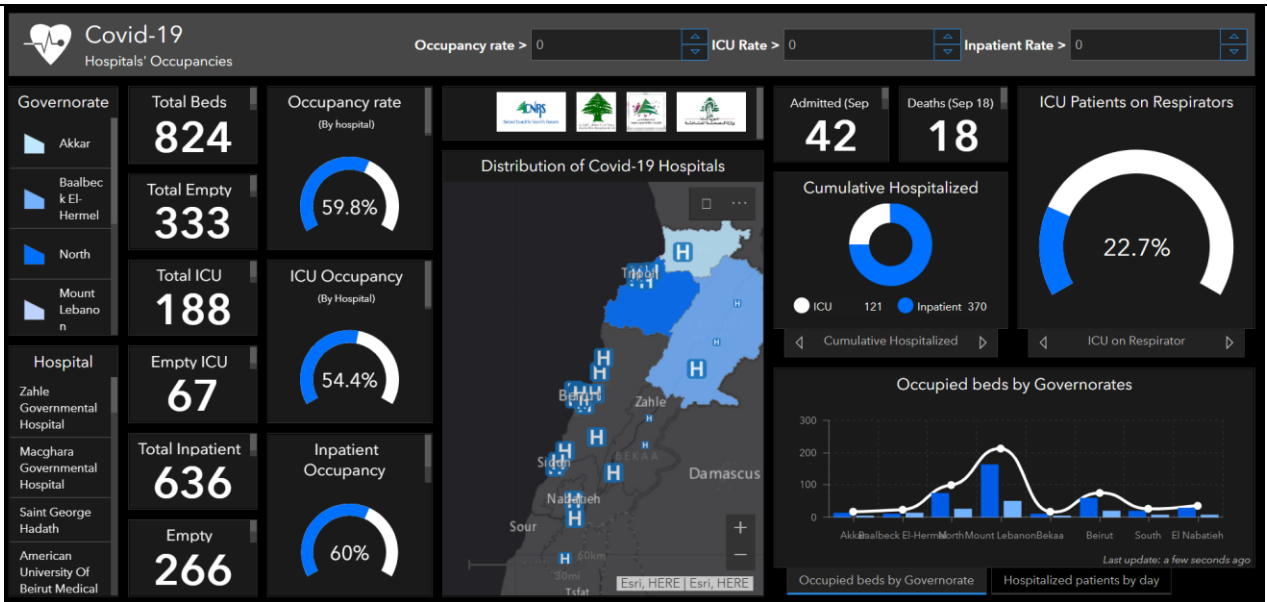 Covid-19
Hospitals' Occupancies
Occupancy rate > 0
ICU Rate > 0
Inpatient Rate > 0
Governorate
Akkar
Baalbec
k El-
Hermel
North
Mount
Lebano
n
Hospital
Zahle
Governmental
Hospital
Macghara
Governmental
Hospital
Saint George
Hadath
American
University Of
Beirut Medical
Total Beds
824
Total Empty
333
Total ICU
188
Empty ICU
67
Total Inpatient
636
Empty
266
Occupancy rate
(By hospital)
59.8%
ICU Occupancy
(By Hospital)
54.4%
Inpatient
Occupancy
60%
CNRS
Distribution of Covid-19 Hospitals
H
Tripoli
H
H
H
H
H
H
Beirut
Zahle
H
H
H
BEKAA
H
Sidon
H
Damascus
Nabatieh
H
Sour
H
60km
30mi
Tsfat
Esri, HERE | Esri, HERE
Admitted (Sep
42
Deaths (Sep 18)
18
Cumulative Hospitalized
ICU 121
Inpatient 370
Cumulative Hospitalized
ICU Patients on Respirators
22.7%
ICU on Respirator
Occupied beds by Governorates
300
200
100
0
Akkar Baalbeck El-Hermel North Mount Lebanon Bekaa Beirut South El Nabatieh
Last update: a few seconds ago
Occupied beds by Governorate
Hospitalized patients by day